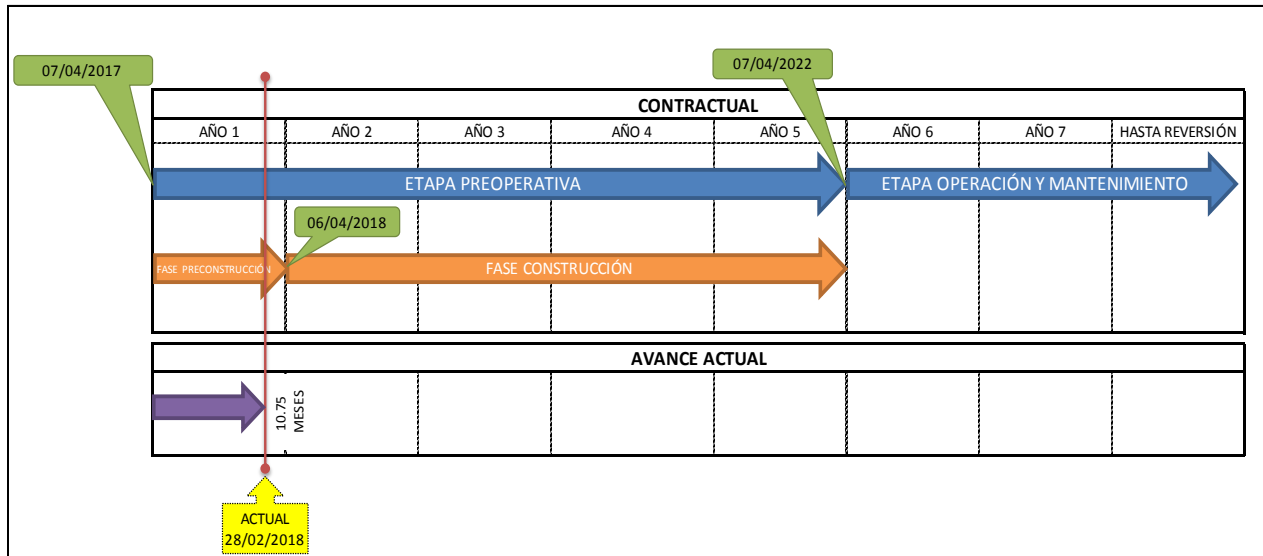 07/04/2017
07/04/2022
CONTRACTUAL
AÑO 1 AÑO 2 AÑO 3 AÑO 4 AÑO 5 AÑO 6 AÑO 7 HASTA REVERSIÓN
ETAPA PREOPERATIVA ETAPA OPERACIÓN Y MANTENIMIENTO
06/04/2018
FASE PRECONSTRUCCIÓN FASE CONSTRUCCIÓN
AVANCE ACTUAL
10.75
MESES
ACTUAL
28/02/2018